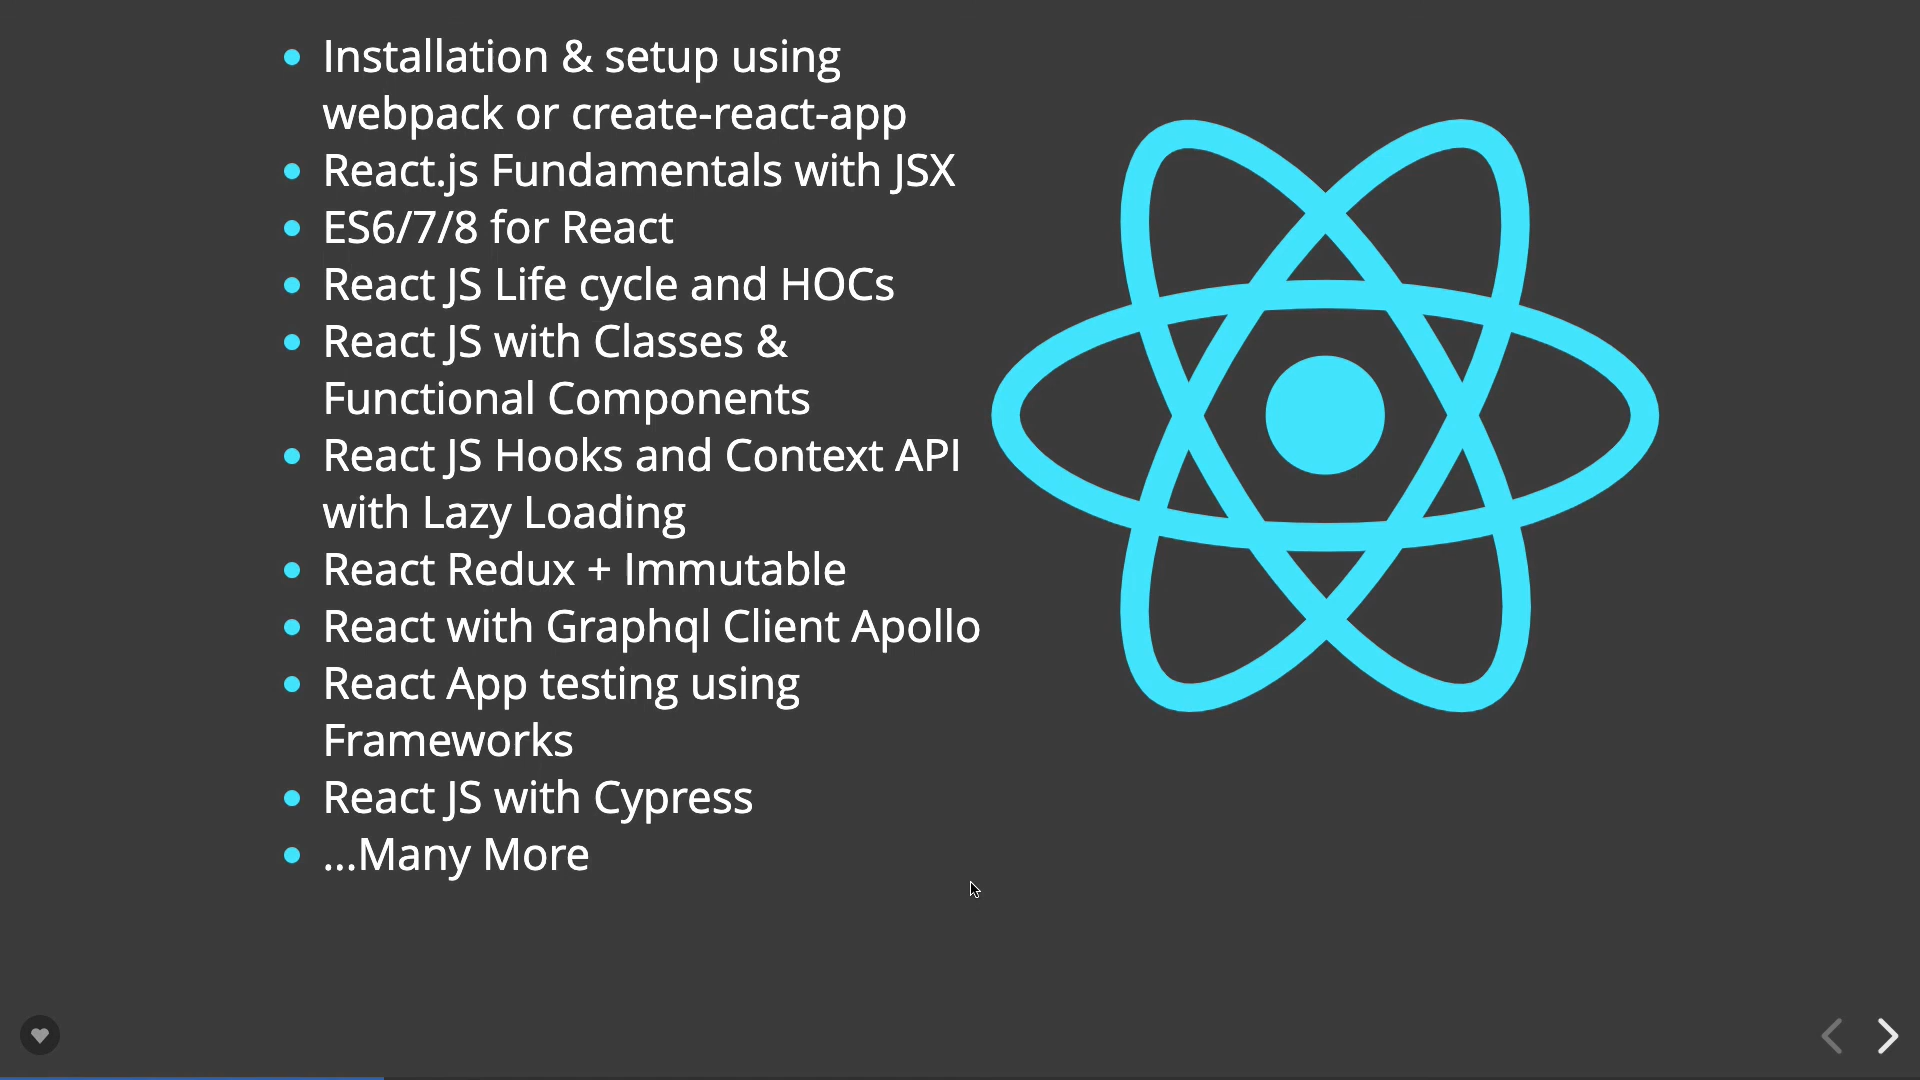 Installation & setup using
webpack or create-react-app
React.js Fundamentals with JSX
ES6/7/8 for React
React JS Life cycle and HOCs
React JS with Classes &
Functional Components
React JS Hooks and Context API
with Lazy Loading
React Redux + Immutable
React with Graphql Client Apollo
React App testing using
Frameworks
React JS with Cypress
...Many More